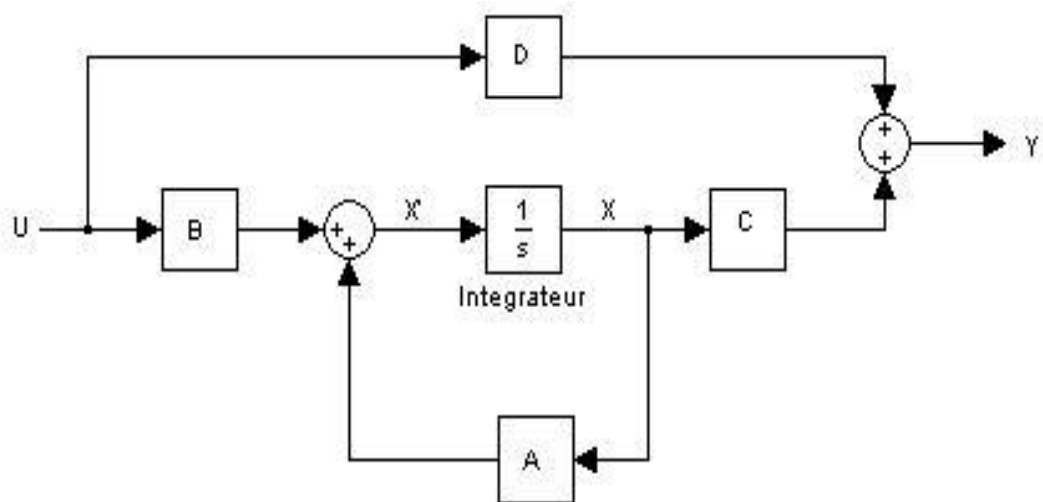 D
+
+
Y
U
B
+
+
X'
1
s
X
C
Integrateur
A